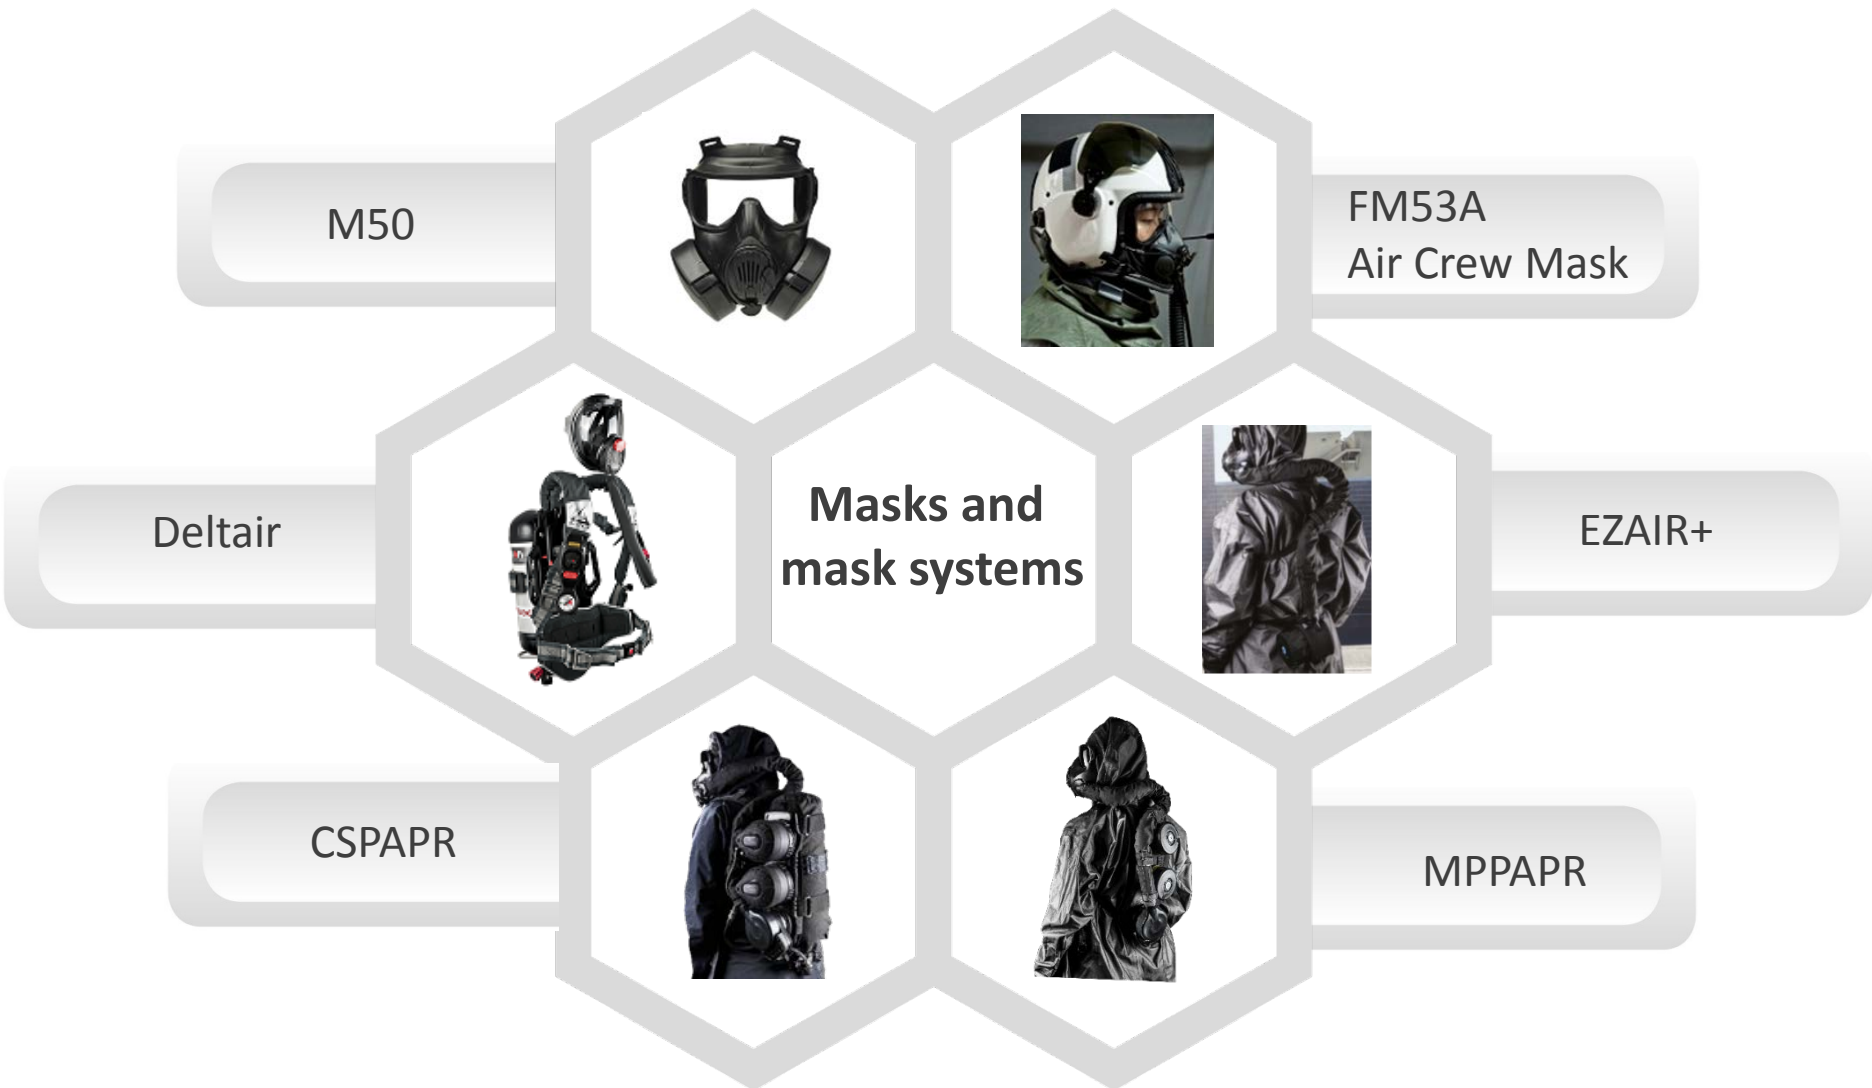 M50
FM53A
Air Crew Mask
Deltair
Masks and
mask systems
EZAIR+
CSPAPR
MPPAPR